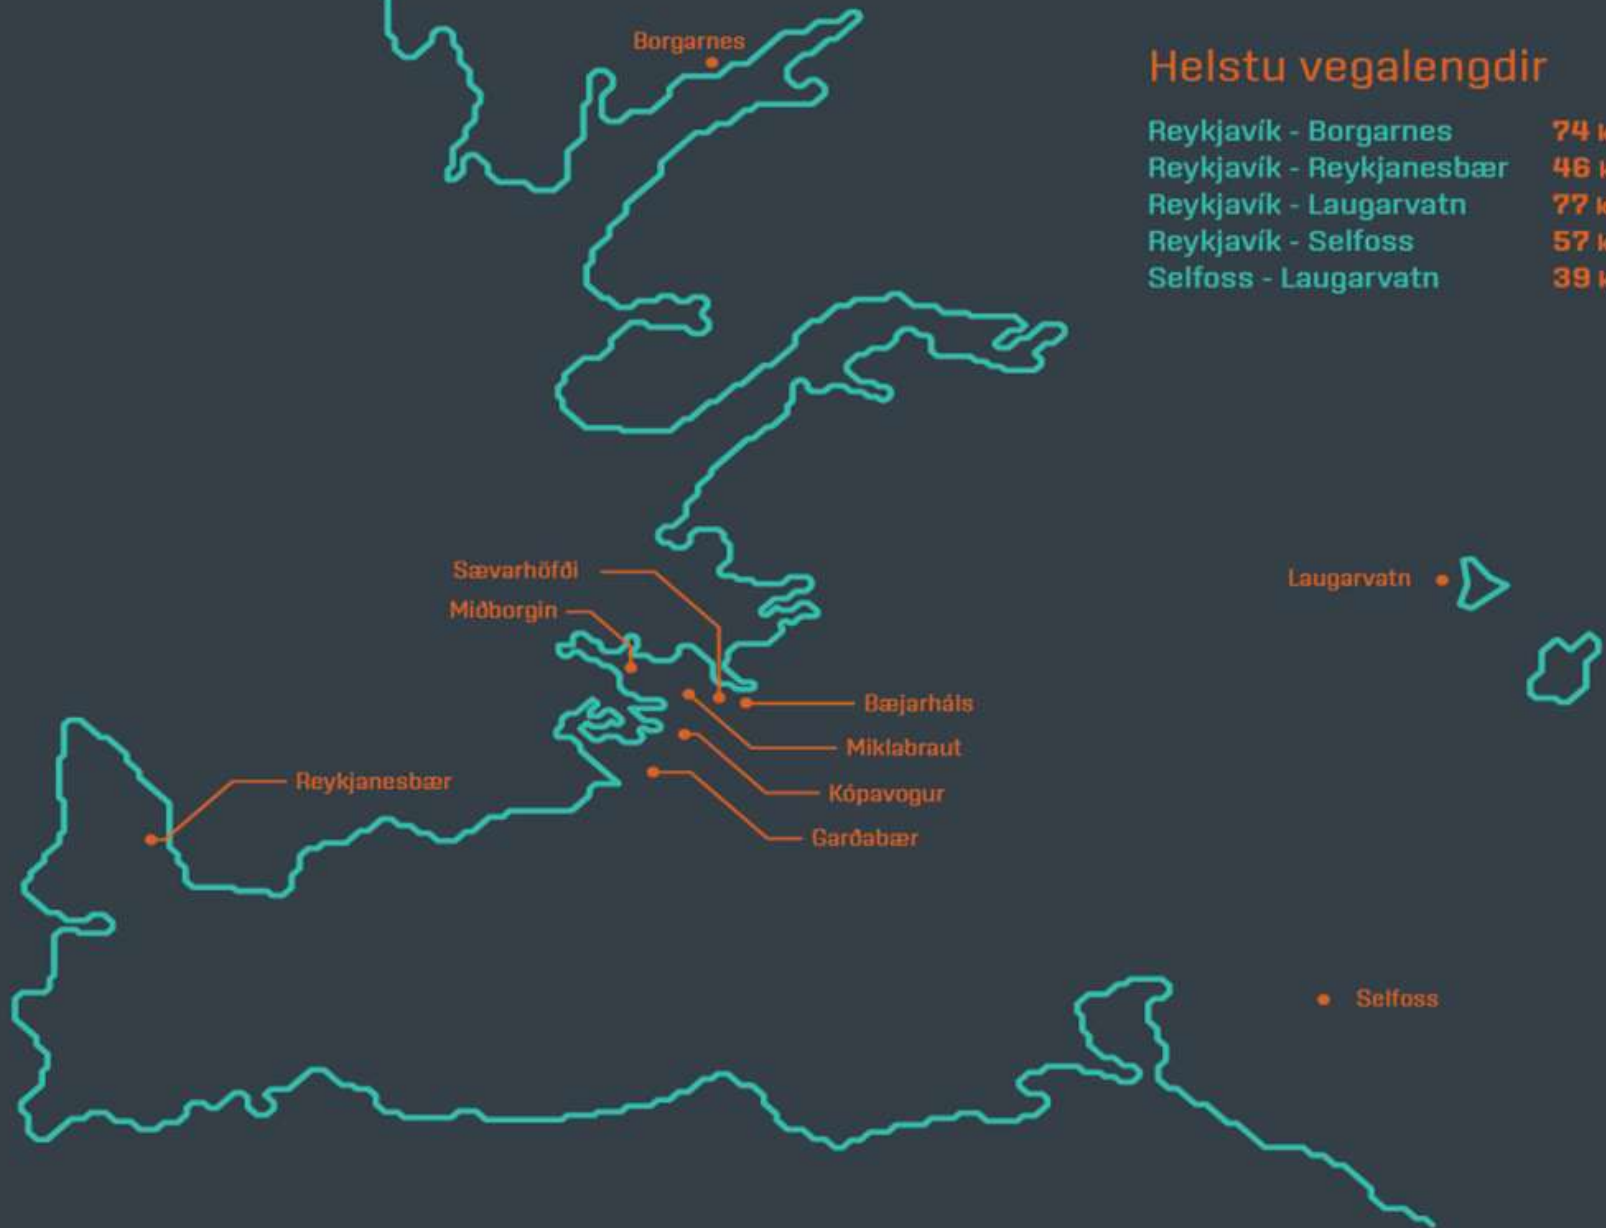 Borgarnes
Helstu vegalengdir
Reykjavík - Borgarnes 74 k
Reykjavík - Reykjanesbær 46 k
Reykjavík - Laugarvatn 77 k
Reykjavík - Selfoss 57 k
Selfoss - Laugarvatn 39 k
Sævarhöfði
Laugarvatn
Miðborgin
Bæjarháls
Miklabraut
Reykjanesbær
Kópavogur
Garðabær
Selfoss